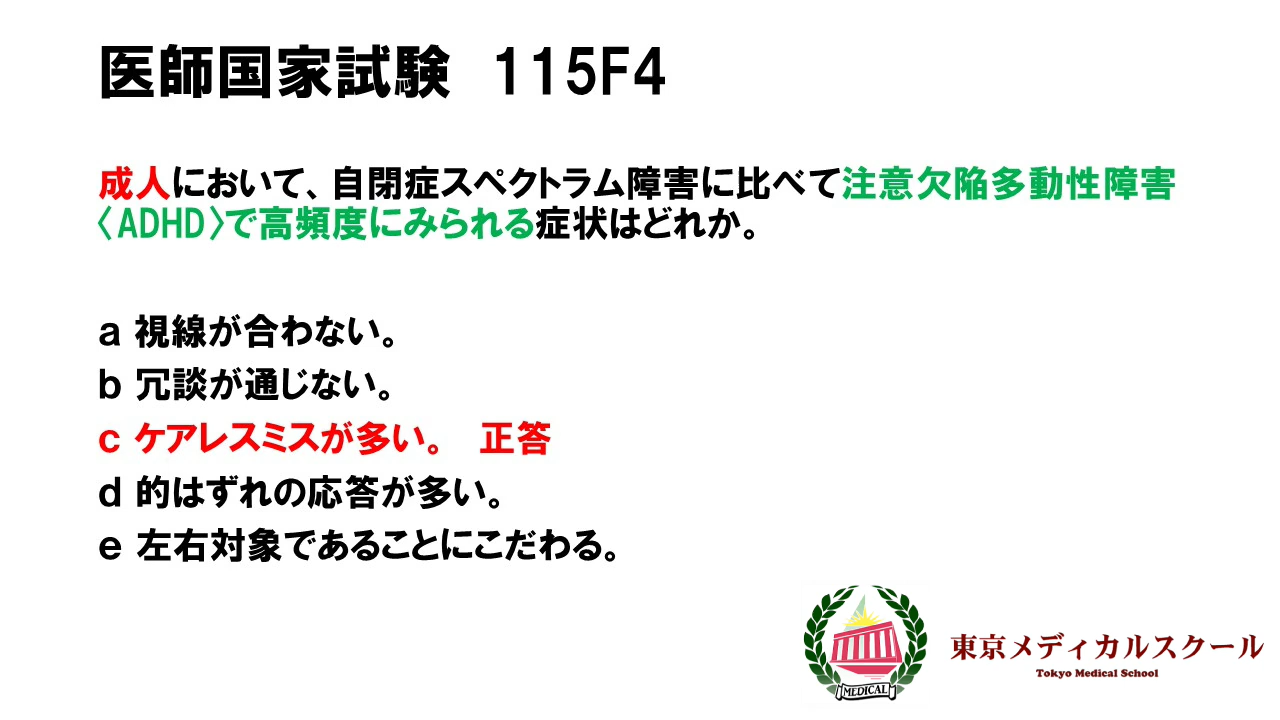 医師国家試験　115F4
成人において、自閉症スペクトラム障害に比べて注意欠陥多動性障害
〈ADHD〉で高頻度にみられる症状はどれか。
a 視線が合わない。
b 冗談が通じない。
c ケアレスミスが多い。　正答
d 的はずれの応答が多い。
e 左右対象であることにこだわる。
MEDICAL
東京メディカルスクール
Tokyo Medical School